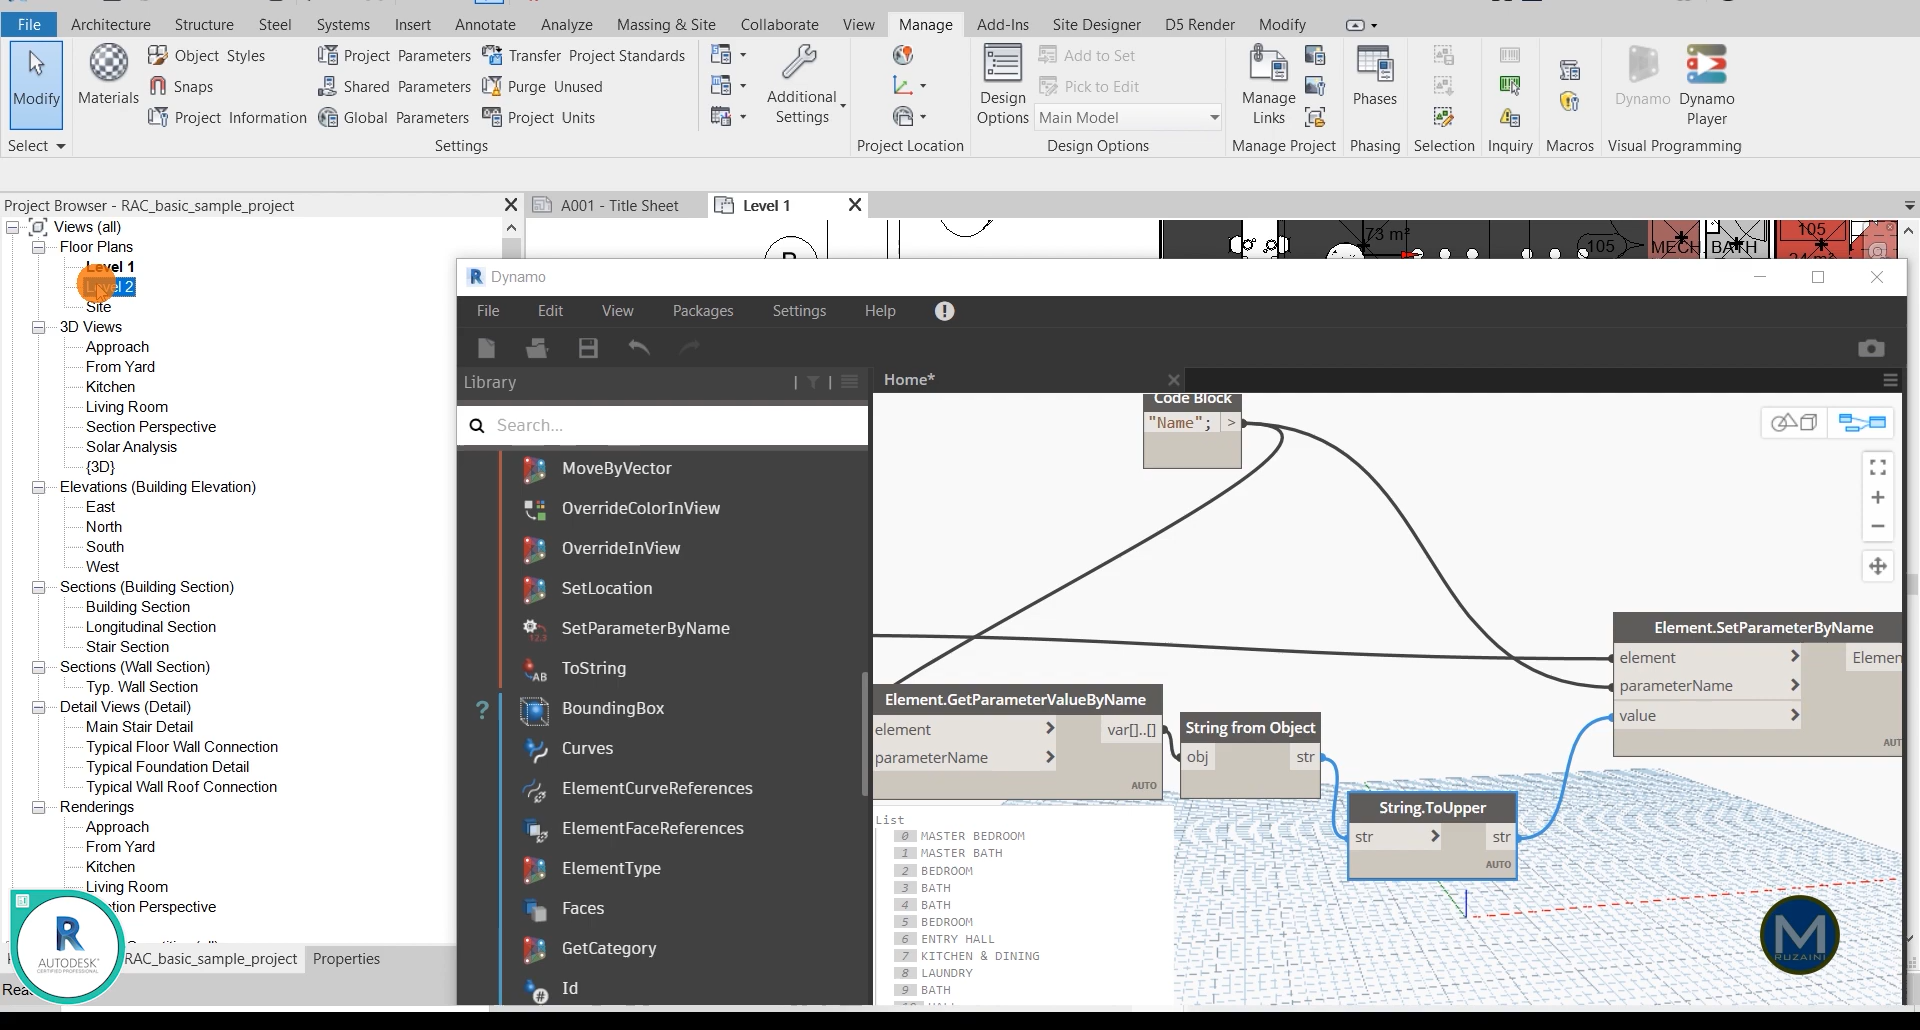 File Architecture Structure Steel Systems Insert Annotate Analyze Massing & Site Collaborate View Manage Add-Ins Site Designer D5 Render Modify
Modify
Select
Materials
Object Styles
Snaps
Project Information
Project Parameters
Shared Parameters
Global Parameters
Transfer Project Standards
Purge Unused
Project Units
Settings
Additional Settings
Project Location
Design Options
Add to Set
Pick to Edit
Main Model
Design Options
Manage Links
Manage Project
Phases
Phasing
Selection
Inquiry
Macros
Dynamo
Dynamo Player
Visual Programming
Project Browser - RAC_basic_sample_project
A001 - Title Sheet
Level 1
Views (all)
Floor Plans
Level 1
Level 2
Site
3D Views
Approach
From Yard
Kitchen
Living Room
Section Perspective
Solar Analysis
{3D}
Elevations (Building Elevation)
East
North
South
West
Sections (Building Section)
Building Section
Longitudinal Section
Stair Section
Sections (Wall Section)
Typ. Wall Section
Detail Views (Detail)
Main Stair Detail
Typical Floor Wall Connection
Typical Foundation Detail
Typical Wall Roof Connection
Renderings
Approach
From Yard
Kitchen
Living Room
tion Perspective
RAC_basic_sample_project
Properties
R
AUTODESK
CERTIFIED PROFESSIONAL
73 m²
105
MECH.
BATH
105
Dynamo
File Edit View Packages Settings Help
Library
Search...
MoveByVector
OverrideColorInView
OverrideInView
SetLocation
SetParameterByName
ToString
? BoundingBox
Curves
ElementCurveReferences
ElementFaceReferences
ElementType
Faces
GetCategory
Id
Home*
Code Block
"Name"; >
Element.SetParameterByName
element > Elemen
parameterName >
value >
AUT
Element.GetParameterValueByName
element > var[]..[]
parameterName >
AUTO
String from Object
obj str
String.ToUpper
str > str
AUTO
List
0 MASTER BEDROOM
1 MASTER BATH
2 BEDROOM
3 BATH
4 BATH
5 BEDROOM
6 ENTRY HALL
7 KITCHEN & DINING
8 LAUNDRY
9 BATH
M
RUZAINI